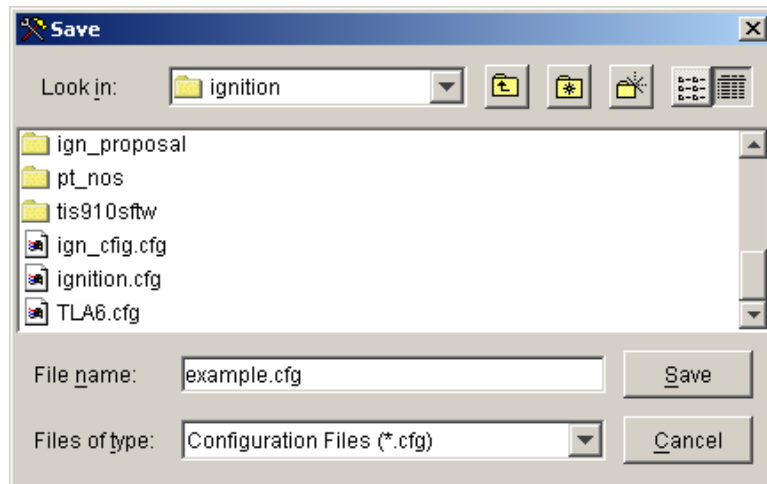 Save
Look in: ignition
ign_proposal
pt_nos
tis910sftw
ign_cfig.cfg
ignition.cfg
TLA6.cfg
File name: example.cfg Save
Files of type: Configuration Files (*.cfg) Cancel